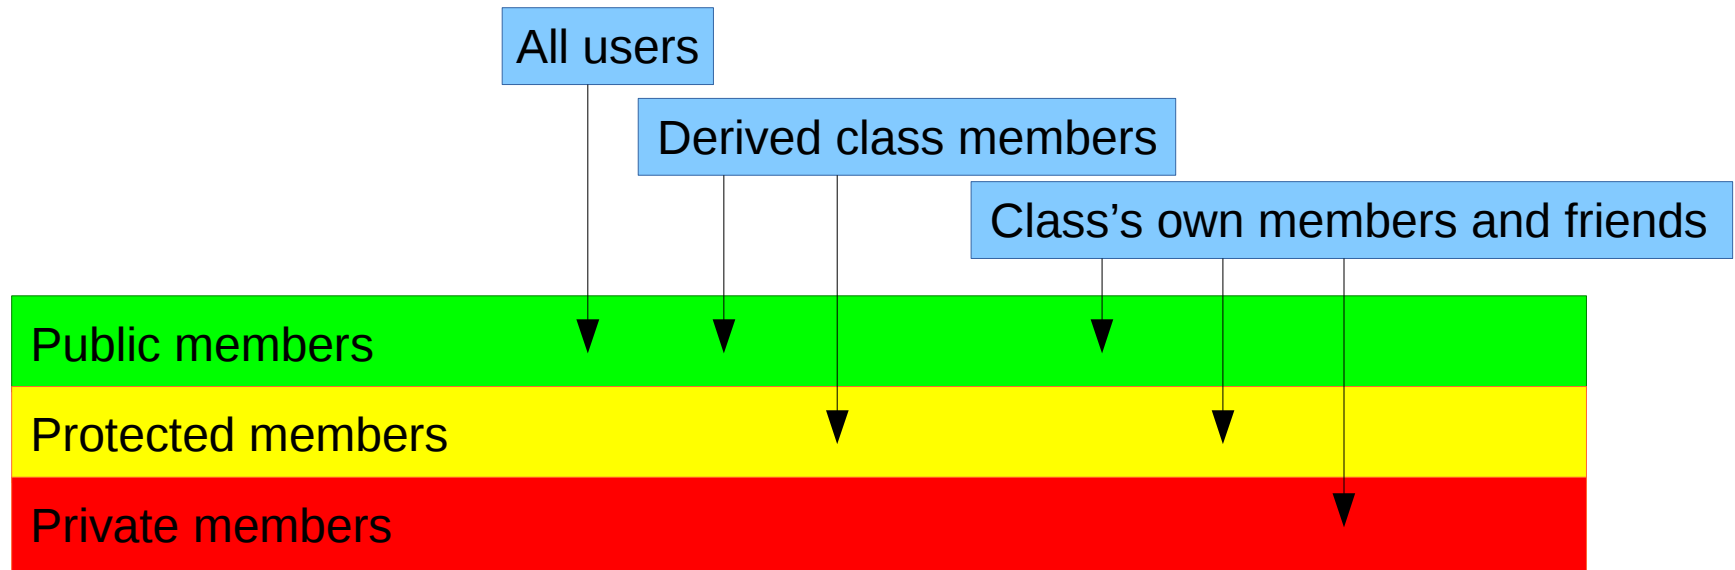 All users
Derived class members
Class’s own members and friends
Public members
Protected members
Private members